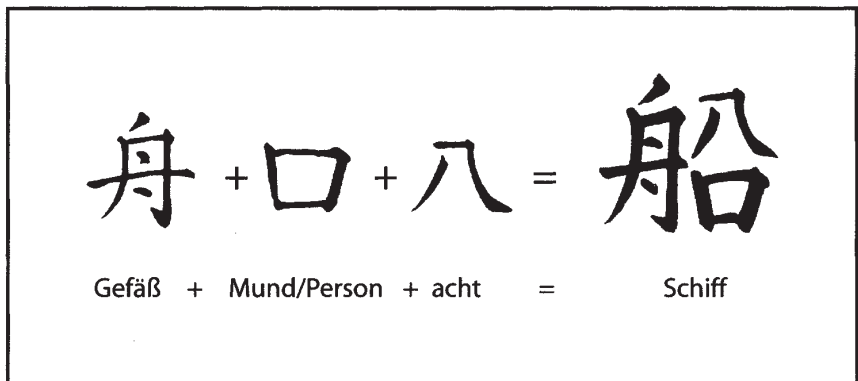 舟 + 口 + 八 = 船
Gefäß + Mund/Person + acht = Schiff